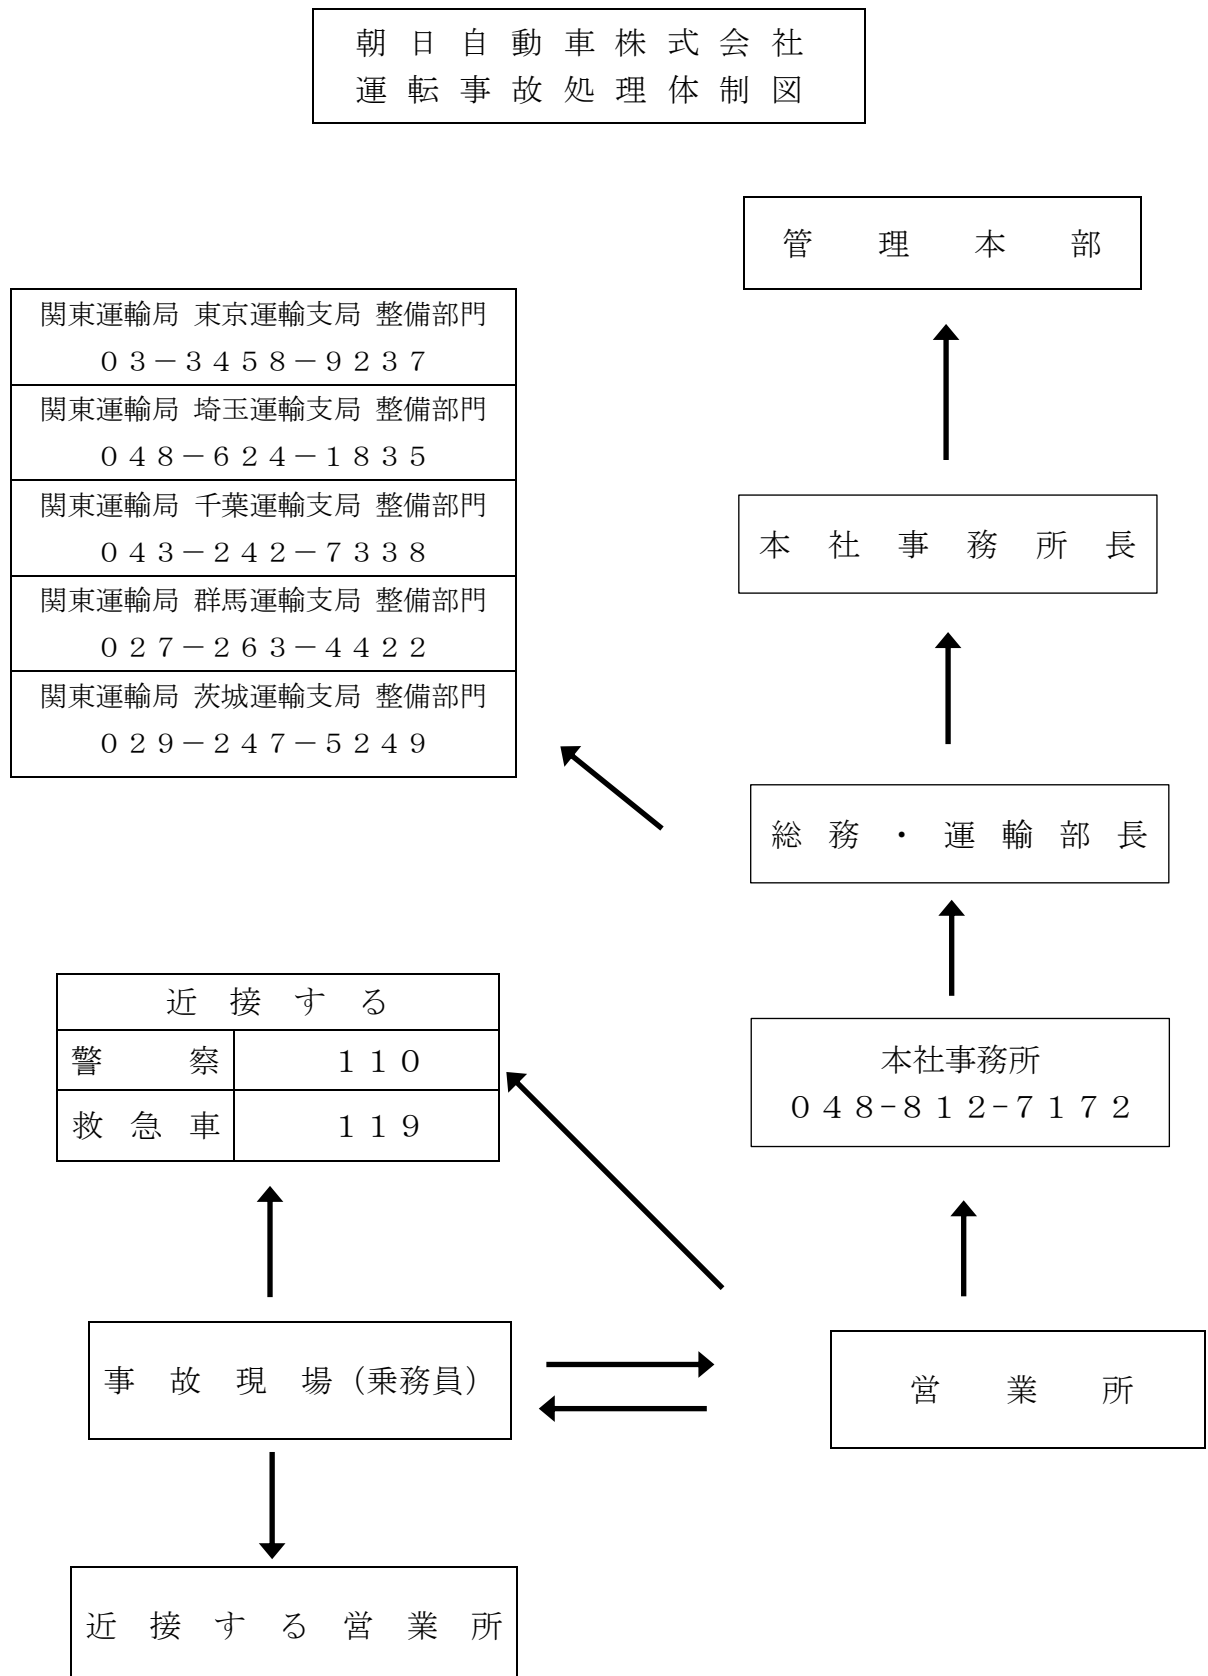 朝日自動車株式会社
運転事故処理体制図
管理本部
関東運輸局 東京運輸支局 整備部門
０３－３４５８－９２３７
関東運輸局 埼玉運輸支局 整備部門
０４８－６２４－１８３５
関東運輸局 千葉運輸支局 整備部門
０４３－２４２－７３３８
関東運輸局 群馬運輸支局 整備部門
０２７－２６３－４４２２
関東運輸局 茨城運輸支局 整備部門
０２９－２４７－５２４９
本社事務所長
総務・運輸部長
近接する
警察 １１０
救急車 １１９
本社事務所
０４８-８１２-７１７２
事故現場（乗務員）
営業所
近接する営業所